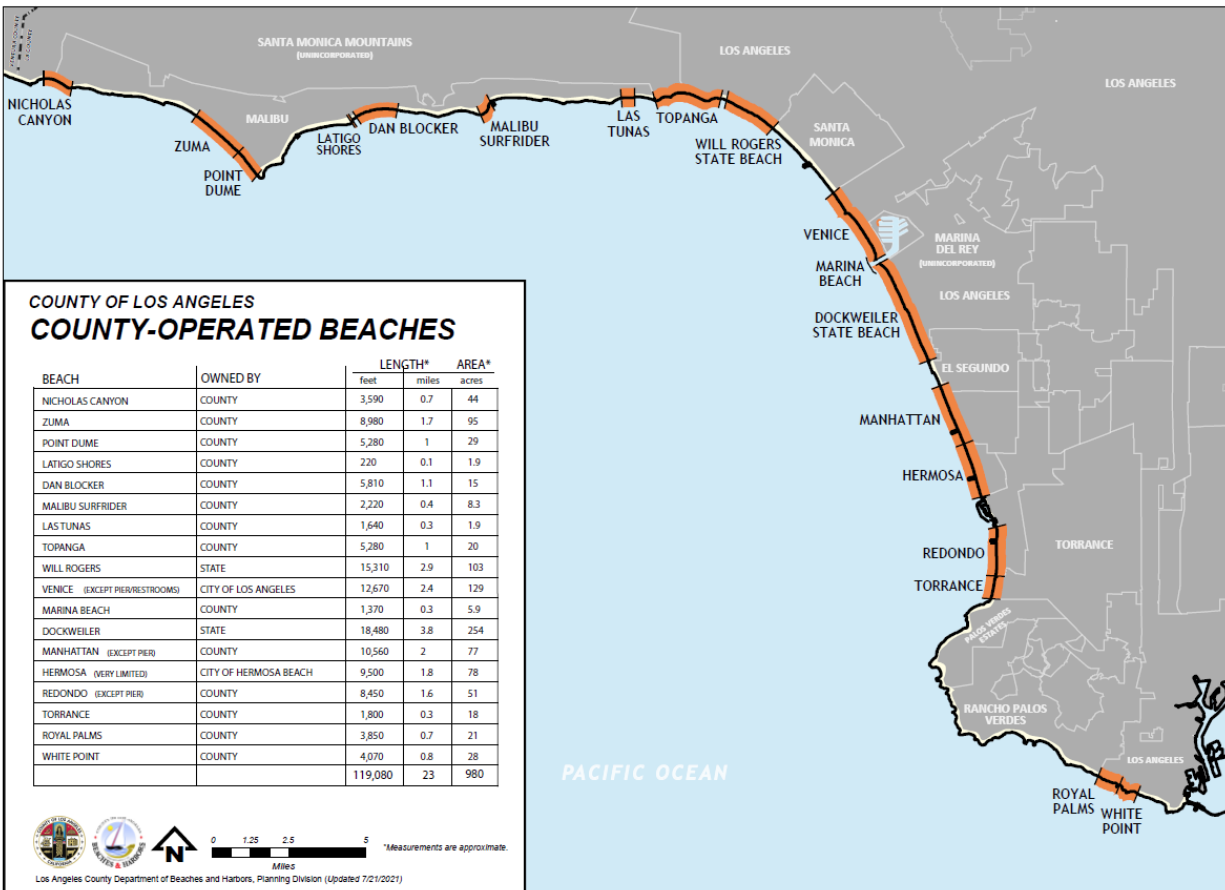 SANTA MONICA MOUNTAINS
(UNINCORPORATED)
LOS ANGELES
LOS ANGELES
NICHOLAS
CANYON
MALIBU
ZUMA
POINT
DUME
LATIGO
SHORES
DAN BLOCKER
MALIBU
SURFRIDER
LAS
TUNAS
TOPANGA
WILL ROGERS
STATE BEACH
SANTA
MONICA
VENICE
MARINA
BEACH
MARINA
DEL REY
(UNINCORPORATED)
LOS ANGELES
DOCKWEILER
STATE BEACH
EL SEGUNDO
MANHATTAN
HERMOSA
REDONDO
TORRANCE
TORRANCE
PALOS VERDES
ESTATES
RANCHO PALOS
VERDES
LOS ANGELES
ROYAL
PALMS
WHITE
POINT
PACIFIC OCEAN
COUNTY OF LOS ANGELES
COUNTY-OPERATED BEACHES
LENGTH* AREA*
BEACH OWNED BY feet miles acres
NICHOLAS CANYON COUNTY 3,590 0.7 44
ZUMA COUNTY 8,980 1.7 95
POINT DUME COUNTY 5,280 1 29
LATIGO SHORES COUNTY 220 0.1 1.9
DAN BLOCKER COUNTY 5,810 1.1 15
MALIBU SURFRIDER COUNTY 2,220 0.4 8.3
LAS TUNAS COUNTY 1,640 0.3 1.9
TOPANGA COUNTY 5,280 1 20
WILL ROGERS STATE 15,310 2.9 103
VENICE (EXCEPT PIER/RESTROOMS) CITY OF LOS ANGELES 12,670 2.4 129
MARINA BEACH COUNTY 1,370 0.3 5.9
DOCKWEILER STATE 18,480 3.8 254
MANHATTAN (EXCEPT PIER) COUNTY 10,560 2 77
HERMOSA (VERY LIMITED) CITY OF HERMOSA BEACH 9,500 1.8 78
REDONDO (EXCEPT PIER) COUNTY 8,450 1.6 51
TORRANCE COUNTY 1,800 0.3 18
ROYAL PALMS COUNTY 3,850 0.7 21
WHITE POINT COUNTY 4,070 0.8 28
119,080 23 980
BEACHES & HARBORS
N
0 1.25 2.5 5
Miles
*Measurements are approximate.
Los Angeles County Department of Beaches and Harbors, Planning Division (Updated 7/21/2021)